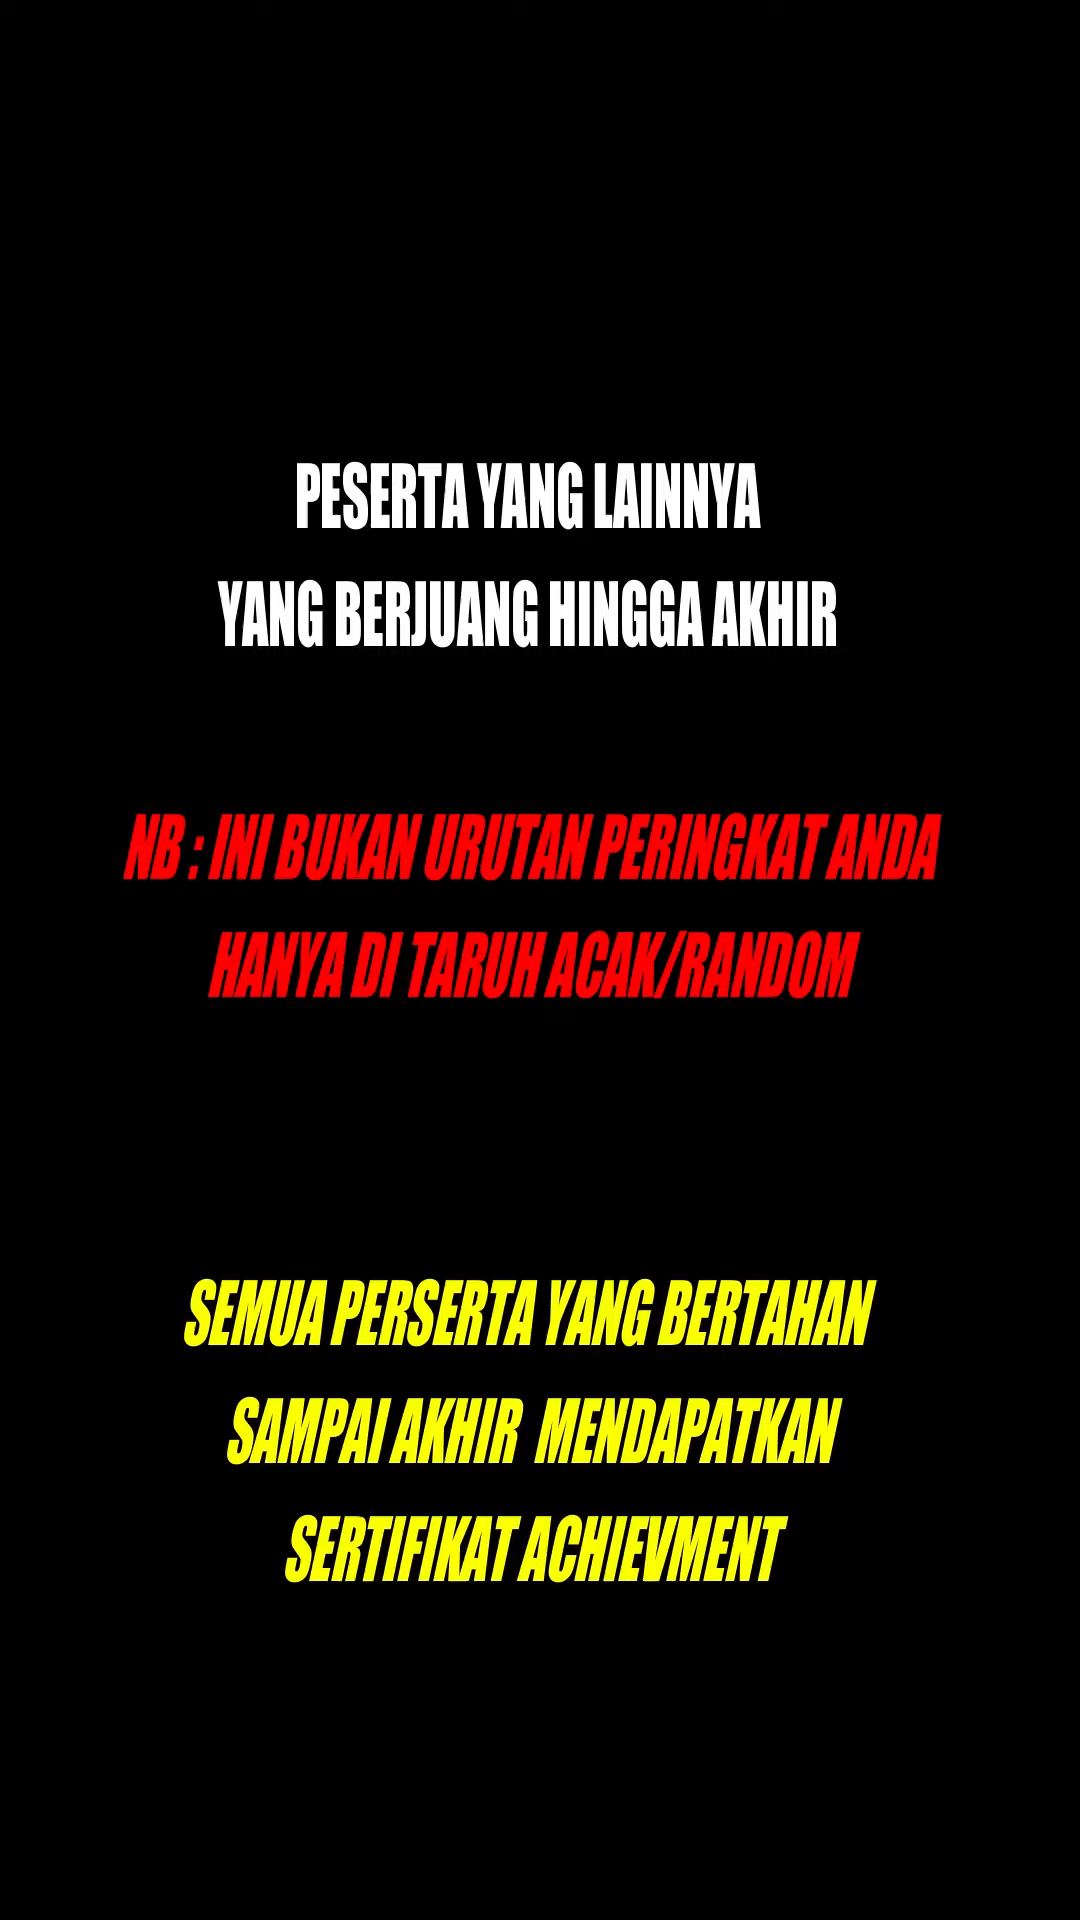 PESERTA YANG LAINNYA
YANG BERJUANG HINGGA AKHIR
NB : INI BUKAN URUTAN PERINGKAT ANDA
HANYA DI TARUH ACAK/RANDOM
SEMUA PERSERTA YANG BERTAHAN
SAMPAI AKHIR MENDAPATKAN
SERTIFIKAT ACHIEVMENT